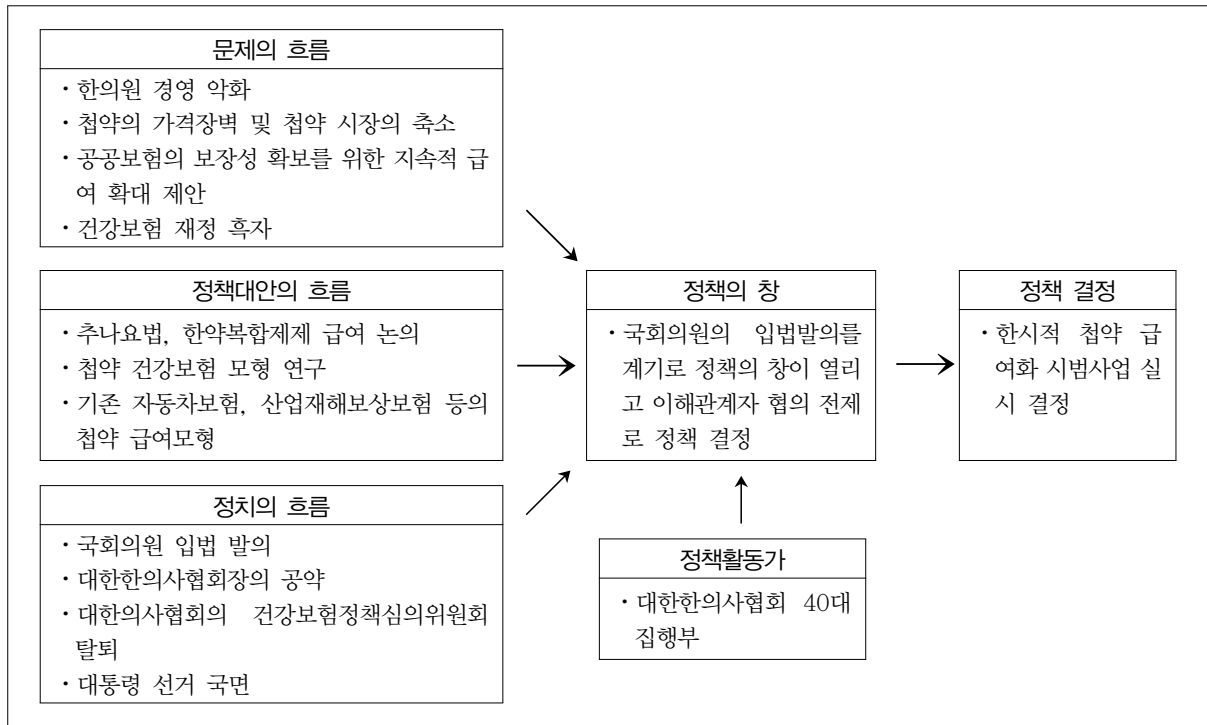 문제의 흐름
・한의원 경영 악화
・첩약의 가격장벽 및 첩약 시장의 축소
・공공보험의 보장성 확보를 위한 지속적 급
여 확대 제안
・건강보험 재정 흑자
정책대안의 흐름
・추나요법, 한약복합제제 급여 논의
・첩약 건강보험 모형 연구
・기존 자동차보험, 산업재해보상보험 등의
첩약 급여모형
정치의 흐름
・국회의원 입법 발의
・대한한의사협회장의 공약
・대한의사협회의 건강보험정책심의위원회
탈퇴
・대통령 선거 국면
정책의 창
・국회의원의 입법발의를
계기로 정책의 창이 열리
고 이해관계자 협의 전제
로 정책 결정
정책활동가
・대한한의사협회 40대
집행부
정책 결정
・한시적 첩약 급
여화 시범사업 실
시 결정